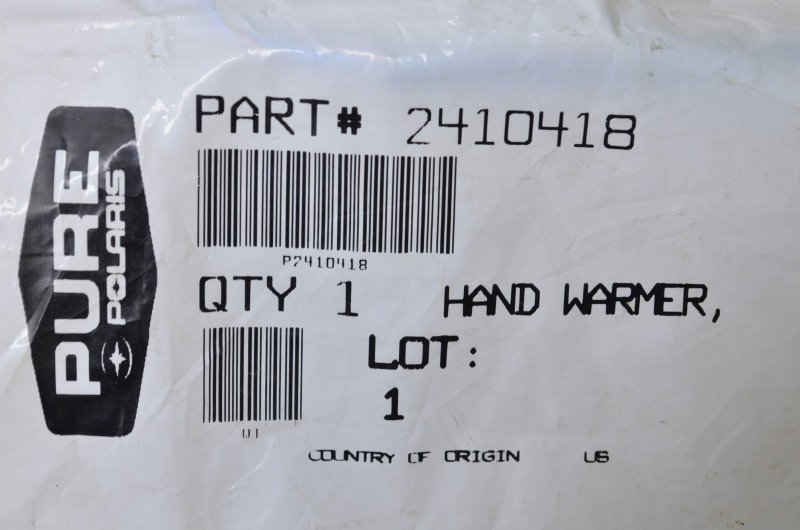 PURE
POLARIS
PART# 2410418
P2410418
QTY 1 HAND WARMER,
LOT:
1
01
COUNTRY OF ORIGIN US